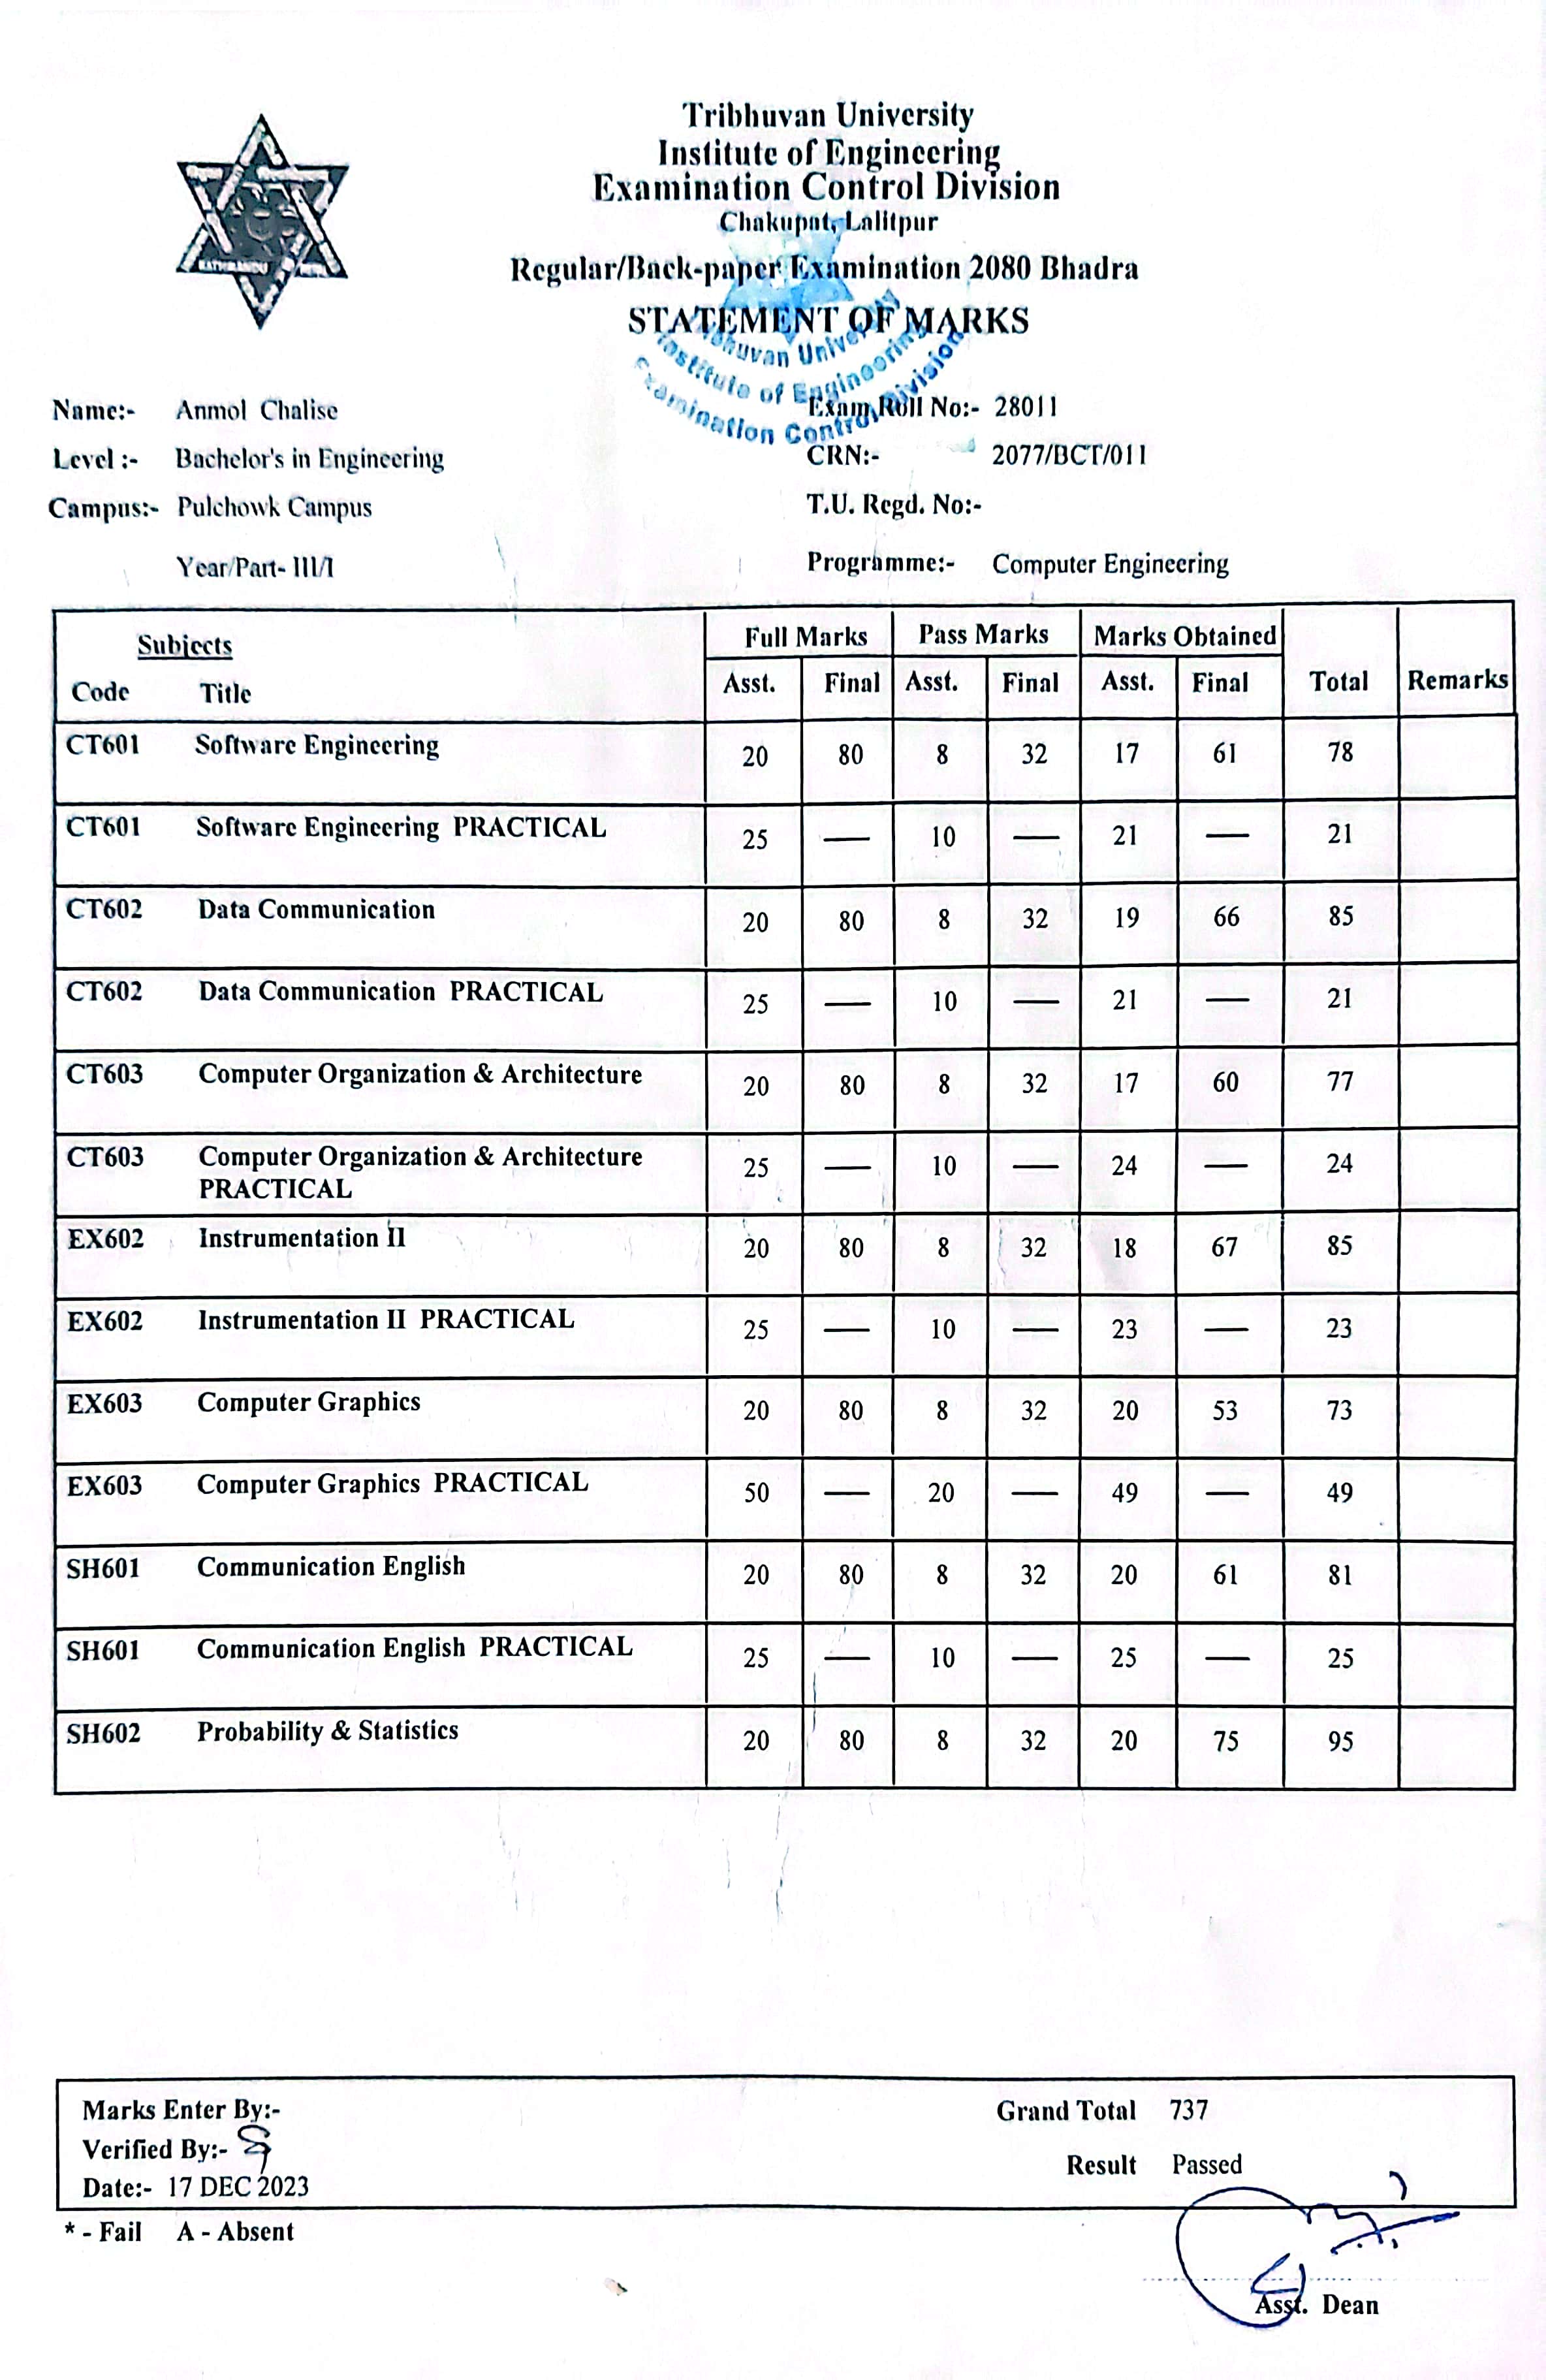 Tribhuvan University
Institute of Engineering
Examination Control Division
Chakupat, Lalitpur
Regular/Back-paper Examination 2080 Bhadra
STATEMENT OF MARKS
KATHMANDU
Tribhuvan University
Institute of Engineering
Examination Control Division
Name:- Anmol Chalise Exam Roll No:- 28011
Level :- Bachelor's in Engineering CRN:- 2077/BCT/011
Campus:- Pulchowk Campus T.U. Regd. No:-
Year/Part- III/I Programme:- Computer Engineering
Subjects Full Marks Pass Marks Marks Obtained
Code Title Asst. Final Asst. Final Asst. Final Total Remarks
CT601 Software Engineering 20 80 8 32 17 61 78
CT601 Software Engineering PRACTICAL 25 — 10 — 21 — 21
CT602 Data Communication 20 80 8 32 19 66 85
CT602 Data Communication PRACTICAL 25 — 10 — 21 — 21
CT603 Computer Organization & Architecture 20 80 8 32 17 60 77
CT603 Computer Organization & Architecture 25 — 10 — 24 — 24
PRACTICAL
EX602 Instrumentation II 20 80 8 32 18 67 85
EX602 Instrumentation II PRACTICAL 25 — 10 — 23 — 23
EX603 Computer Graphics 20 80 8 32 20 53 73
EX603 Computer Graphics PRACTICAL 50 — 20 — 49 — 49
SH601 Communication English 20 80 8 32 20 61 81
SH601 Communication English PRACTICAL 25 — 10 — 25 — 25
SH602 Probability & Statistics 20 80 8 32 20 75 95
Marks Enter By:- Grand Total 737
Verified By:-
Result Passed
Date:- 17 DEC 2023
* - Fail A - Absent
Asst. Dean